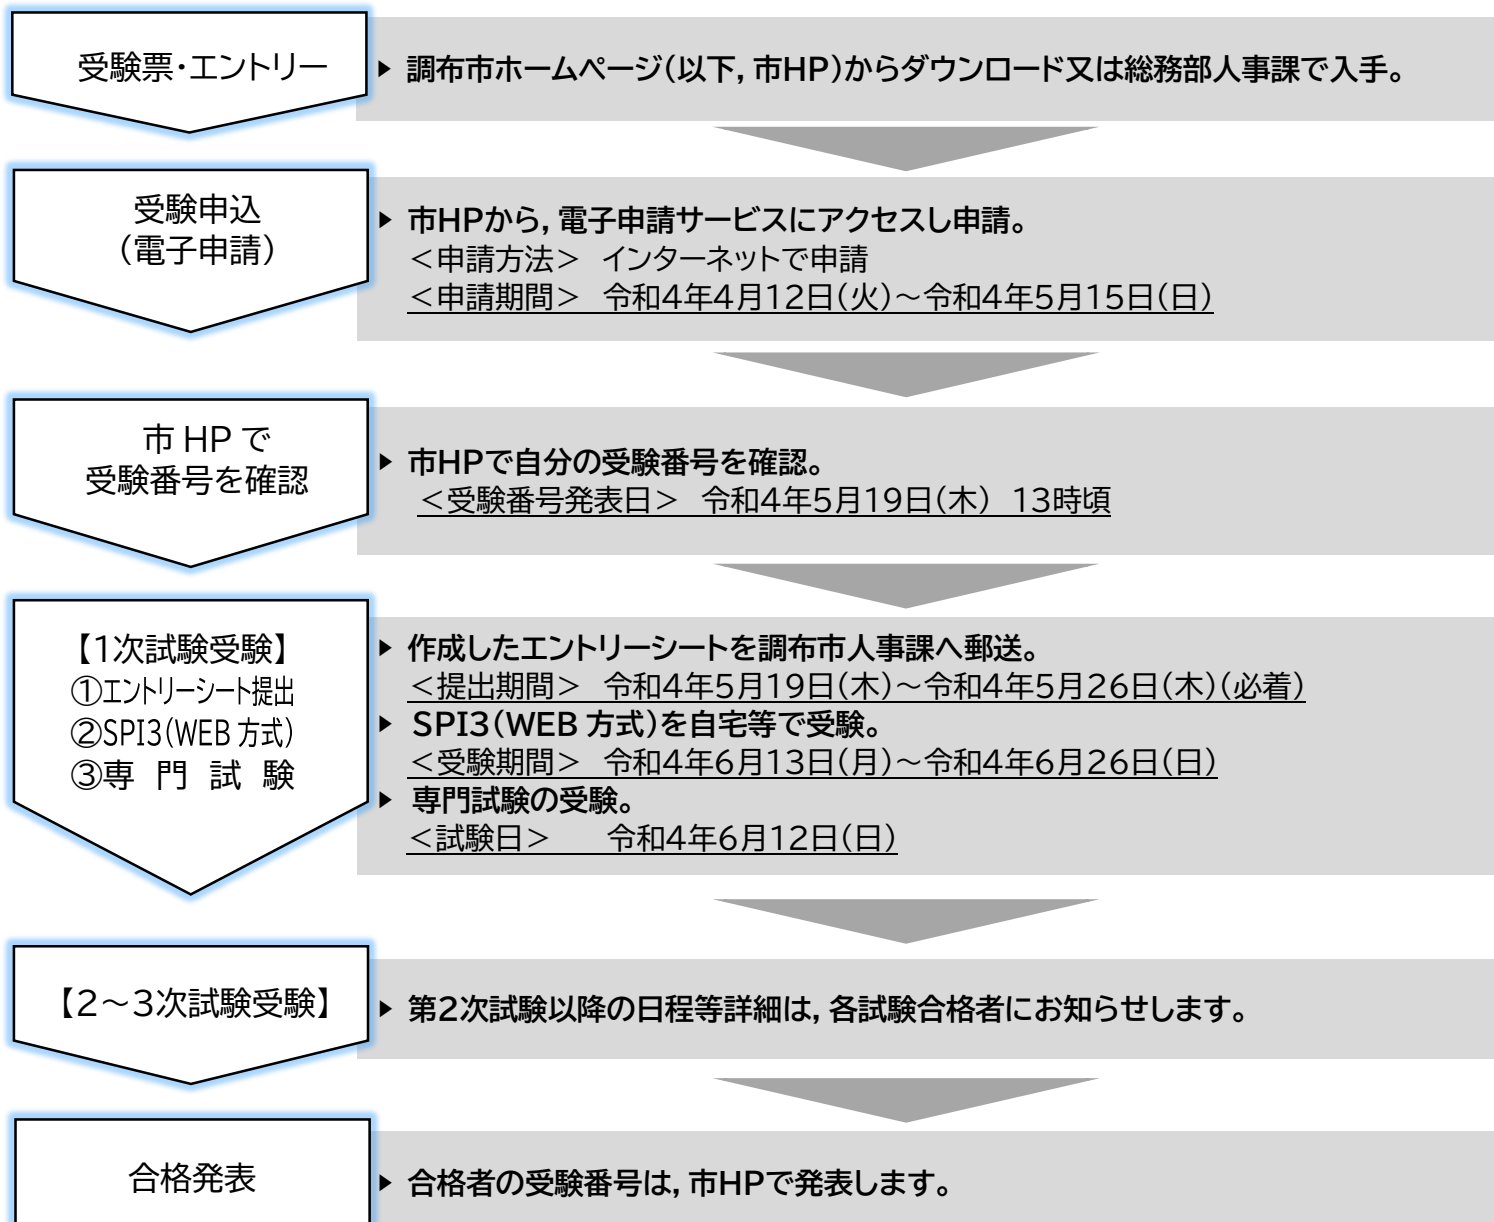 受験票・エントリー
▶ 調布市ホームページ(以下, 市HP)からダウンロード又は総務部人事課で入手。
受験申込
(電子申請)
▶ 市HPから, 電子申請サービスにアクセスし申請。
＜申請方法＞ インターネットで申請
＜申請期間＞ 令和4年4月12日(火)～令和4年5月15日(日)
市 HP で
受験番号を確認
▶ 市HPで自分の受験番号を確認。
＜受験番号発表日＞ 令和4年5月19日(木) 13時頃
【1次試験受験】
①エントリーシート提出
②SPI3(WEB 方式)
③専 門 試 験
▶ 作成したエントリーシートを調布市人事課へ郵送。
＜提出期間＞ 令和4年5月19日(木)～令和4年5月26日(木)(必着)
▶ SPI3(WEB 方式)を自宅等で受験。
＜受験期間＞ 令和4年6月13日(月)～令和4年6月26日(日)
▶ 専門試験の受験。
＜試験日＞ 令和4年6月12日(日)
【2～3次試験受験】
▶ 第2次試験以降の日程等詳細は, 各試験合格者にお知らせします。
合格発表
▶ 合格者の受験番号は, 市HPで発表します。